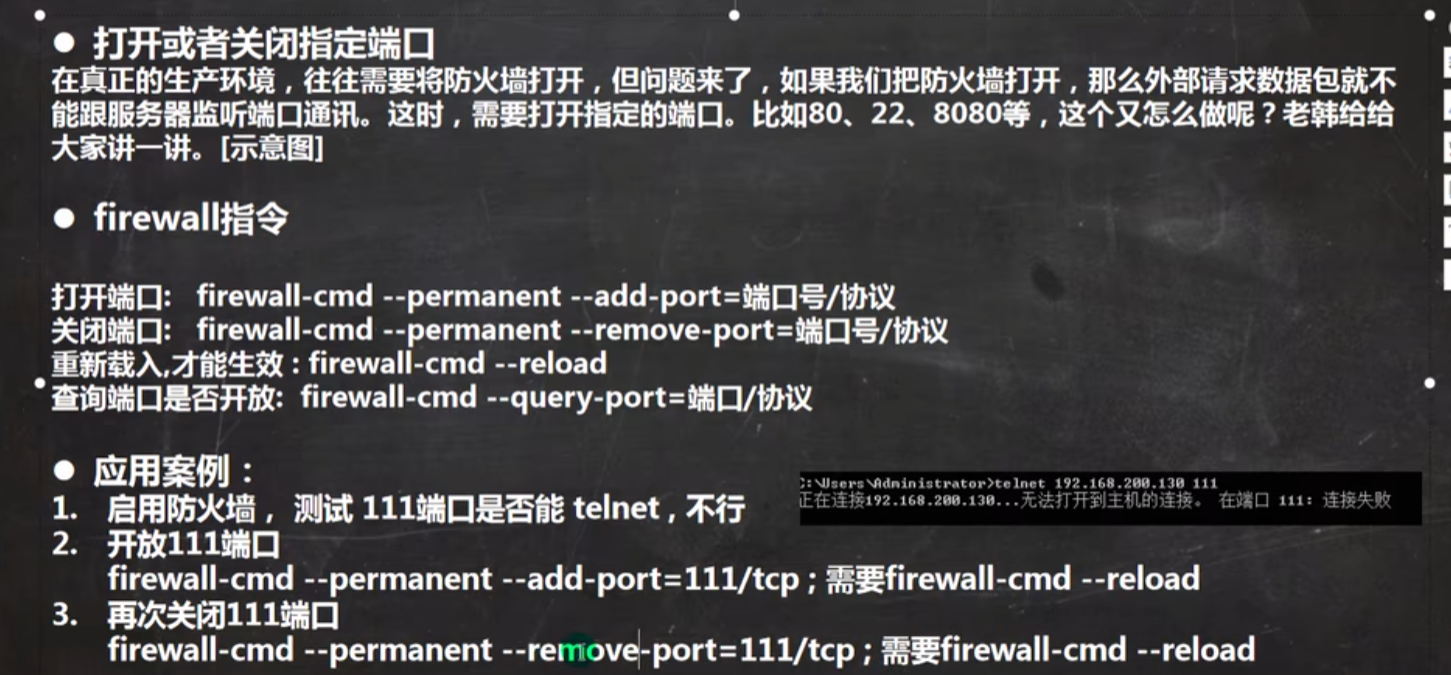 ● 打开或者关闭指定端口
在真正的生产环境，往往需要将防火墙打开，但问题来了，如果我们把防火墙打开，那么外部请求数据包就不
能跟服务器监听端口通讯。这时，需要打开指定的端口。比如80、22、8080等，这个又怎么做呢？老韩给给
大家讲一讲。[示意图]
● firewall指令
打开端口: firewall-cmd --permanent --add-port=端口号/协议
关闭端口: firewall-cmd --permanent --remove-port=端口号/协议
重新载入,才能生效 : firewall-cmd --reload
查询端口是否开放: firewall-cmd --query-port=端口/协议
● 应用案例：
1. 启用防火墙， 测试 111端口是否能 telnet , 不行
C:\Users\Administrator>telnet 192.168.200.130 111
正在连接192.168.200.130...无法打开到主机的连接。 在端口 111: 连接失败
2. 开放111端口
firewall-cmd --permanent --add-port=111/tcp ; 需要firewall-cmd --reload
3. 再次关闭111端口
firewall-cmd --permanent --remove-port=111/tcp ; 需要firewall-cmd --reload